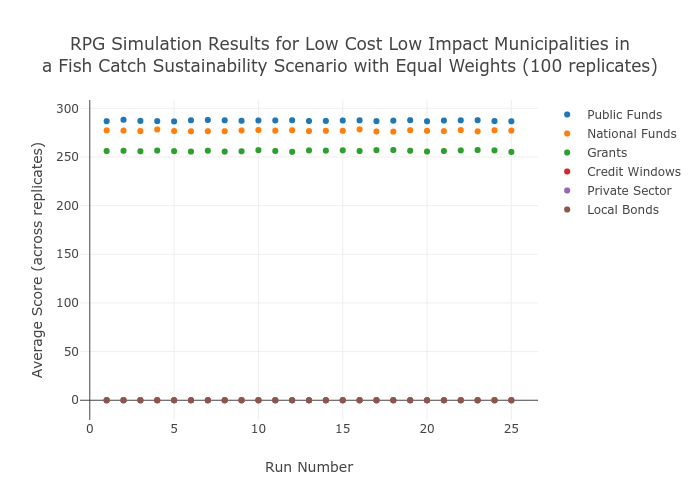 RPG Simulation Results for Low Cost Low Impact Municipalities in
a Fish Catch Sustainability Scenario with Equal Weights (100 replicates)
300
250
200
150
100
50
0
Average Score (across replicates)
0
5
10
15
20
25
Run Number
Public Funds
National Funds
Grants
Credit Windows
Private Sector
Local Bonds